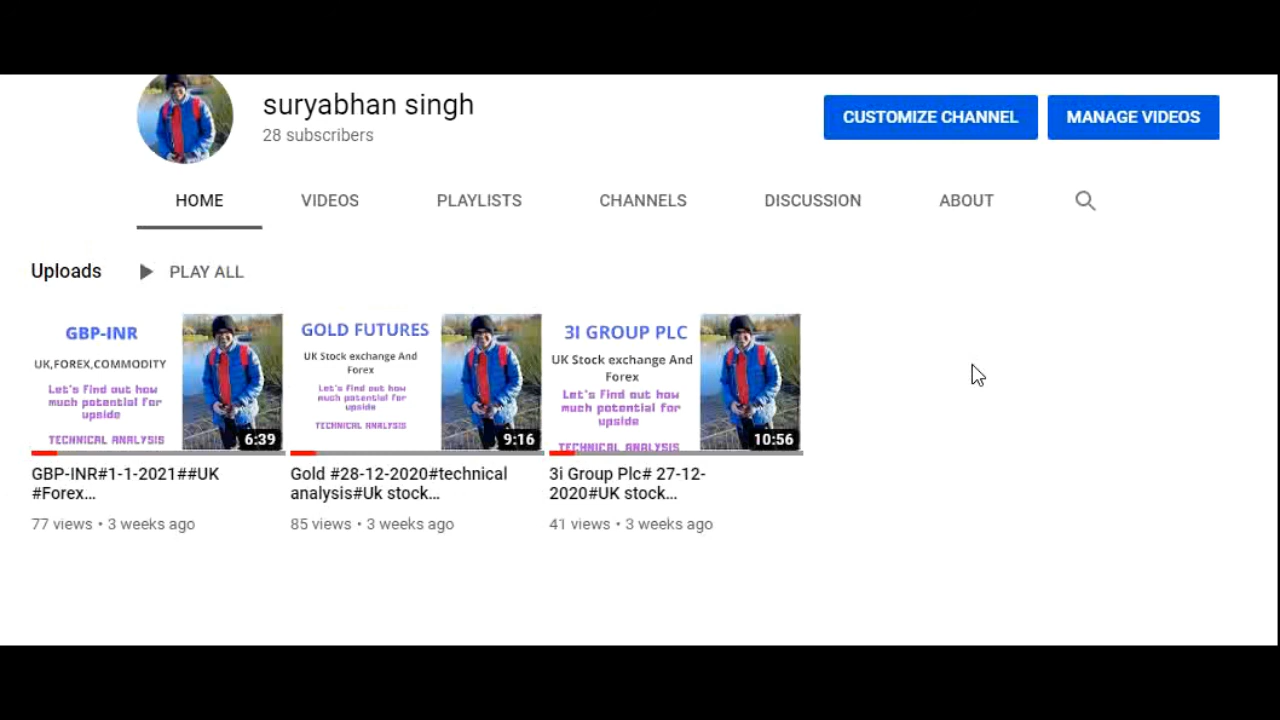 suryabhan singh
28 subscribers
CUSTOMIZE CHANNEL
MANAGE VIDEOS
HOME
VIDEOS
PLAYLISTS
CHANNELS
DISCUSSION
ABOUT
Uploads
PLAY ALL
GBP-INR
UK,FOREX,COMMODITY
Let's find out how
much potential for
upside
TECHNICAL ANALYSIS
6:39
GBP-INR#1-1-2021##UK
#Forex...
77 views • 3 weeks ago
GOLD FUTURES
UK Stock exchange And
Forex
Let's find out how
much potential for
upside
TECHNICAL ANALYSIS
9:16
Gold #28-12-2020#technical
analysis#Uk stock...
85 views • 3 weeks ago
3I GROUP PLC
UK Stock exchange And
Forex
Let's find out how
much potential for
upside
TECHNICAL ANALYSIS
10:56
3i Group Plc# 27-12-
2020#UK stock...
41 views • 3 weeks ago